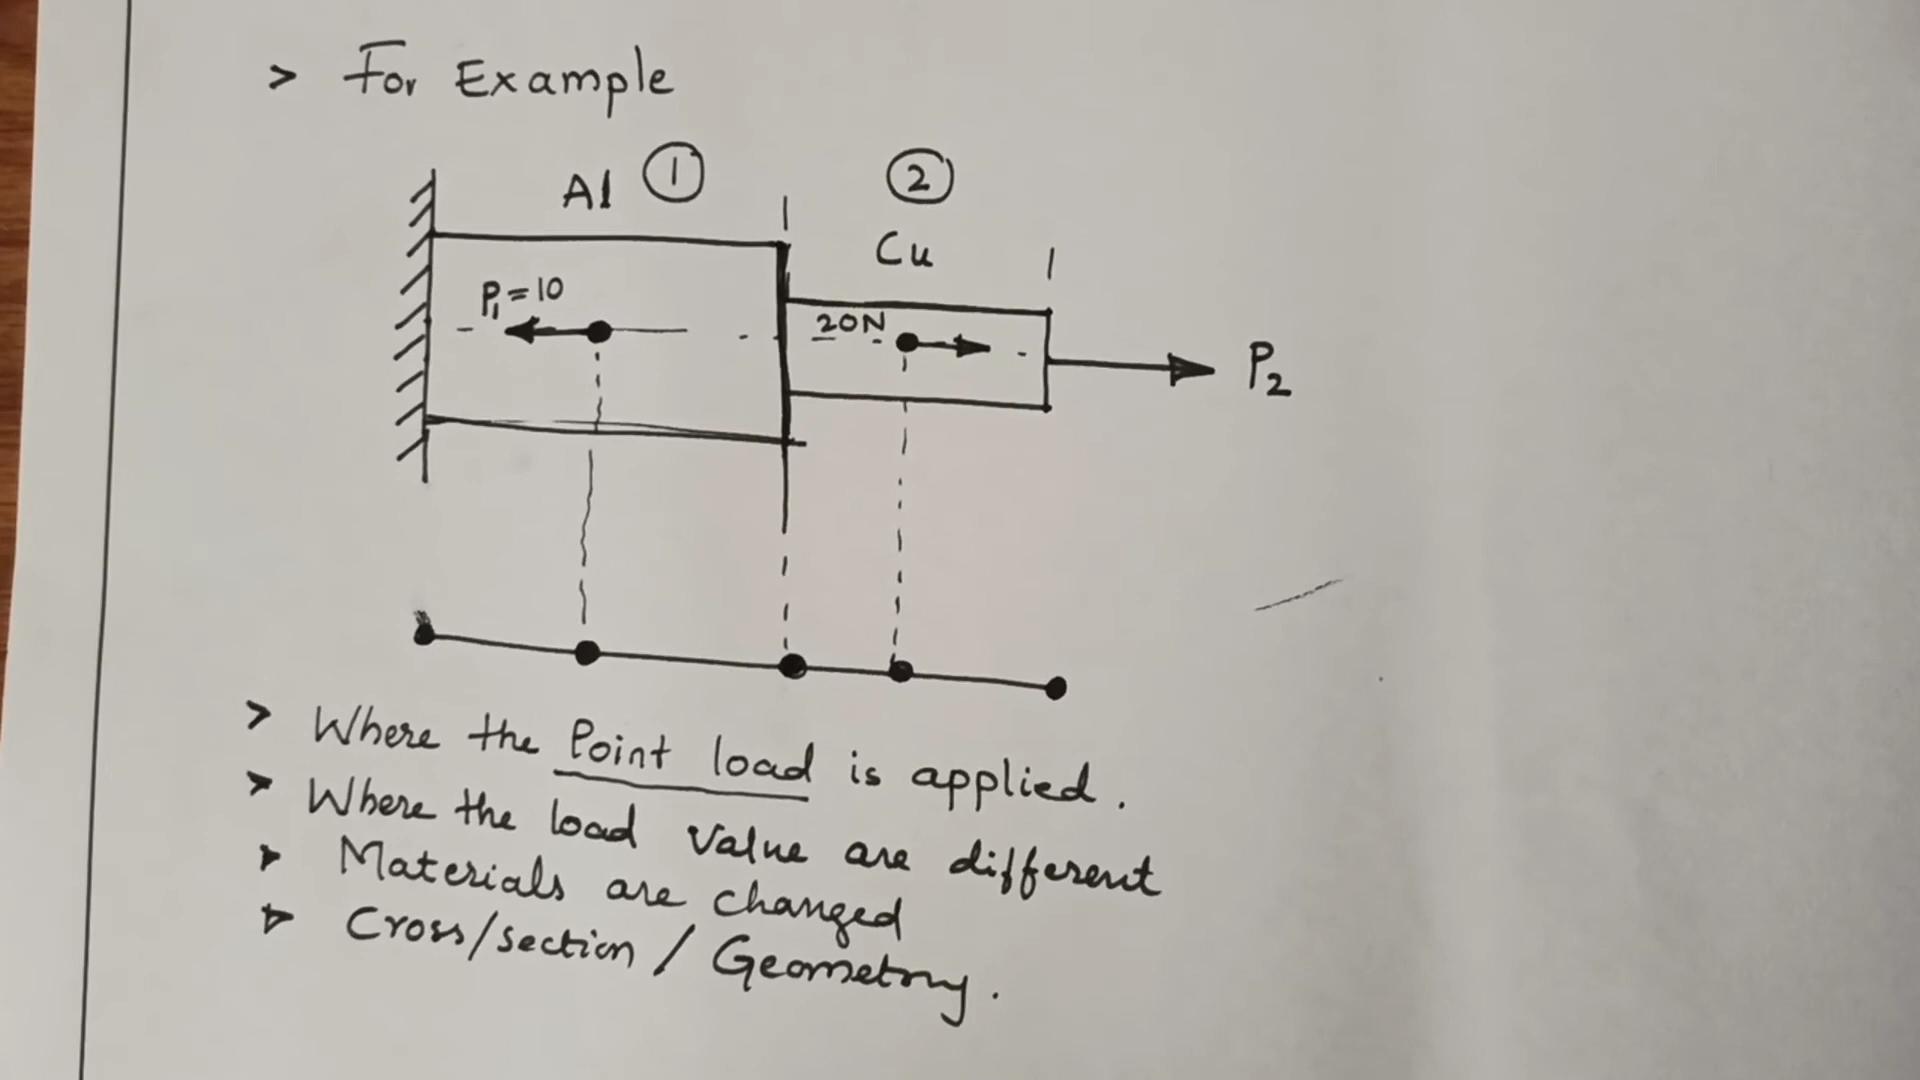 > For Example
Al ①
②
Cu
P₁=10
20N
P₂
> Where the Point load is applied.
> Where the load Value are different
> Materials are changed
> Cross/section / Geometry.